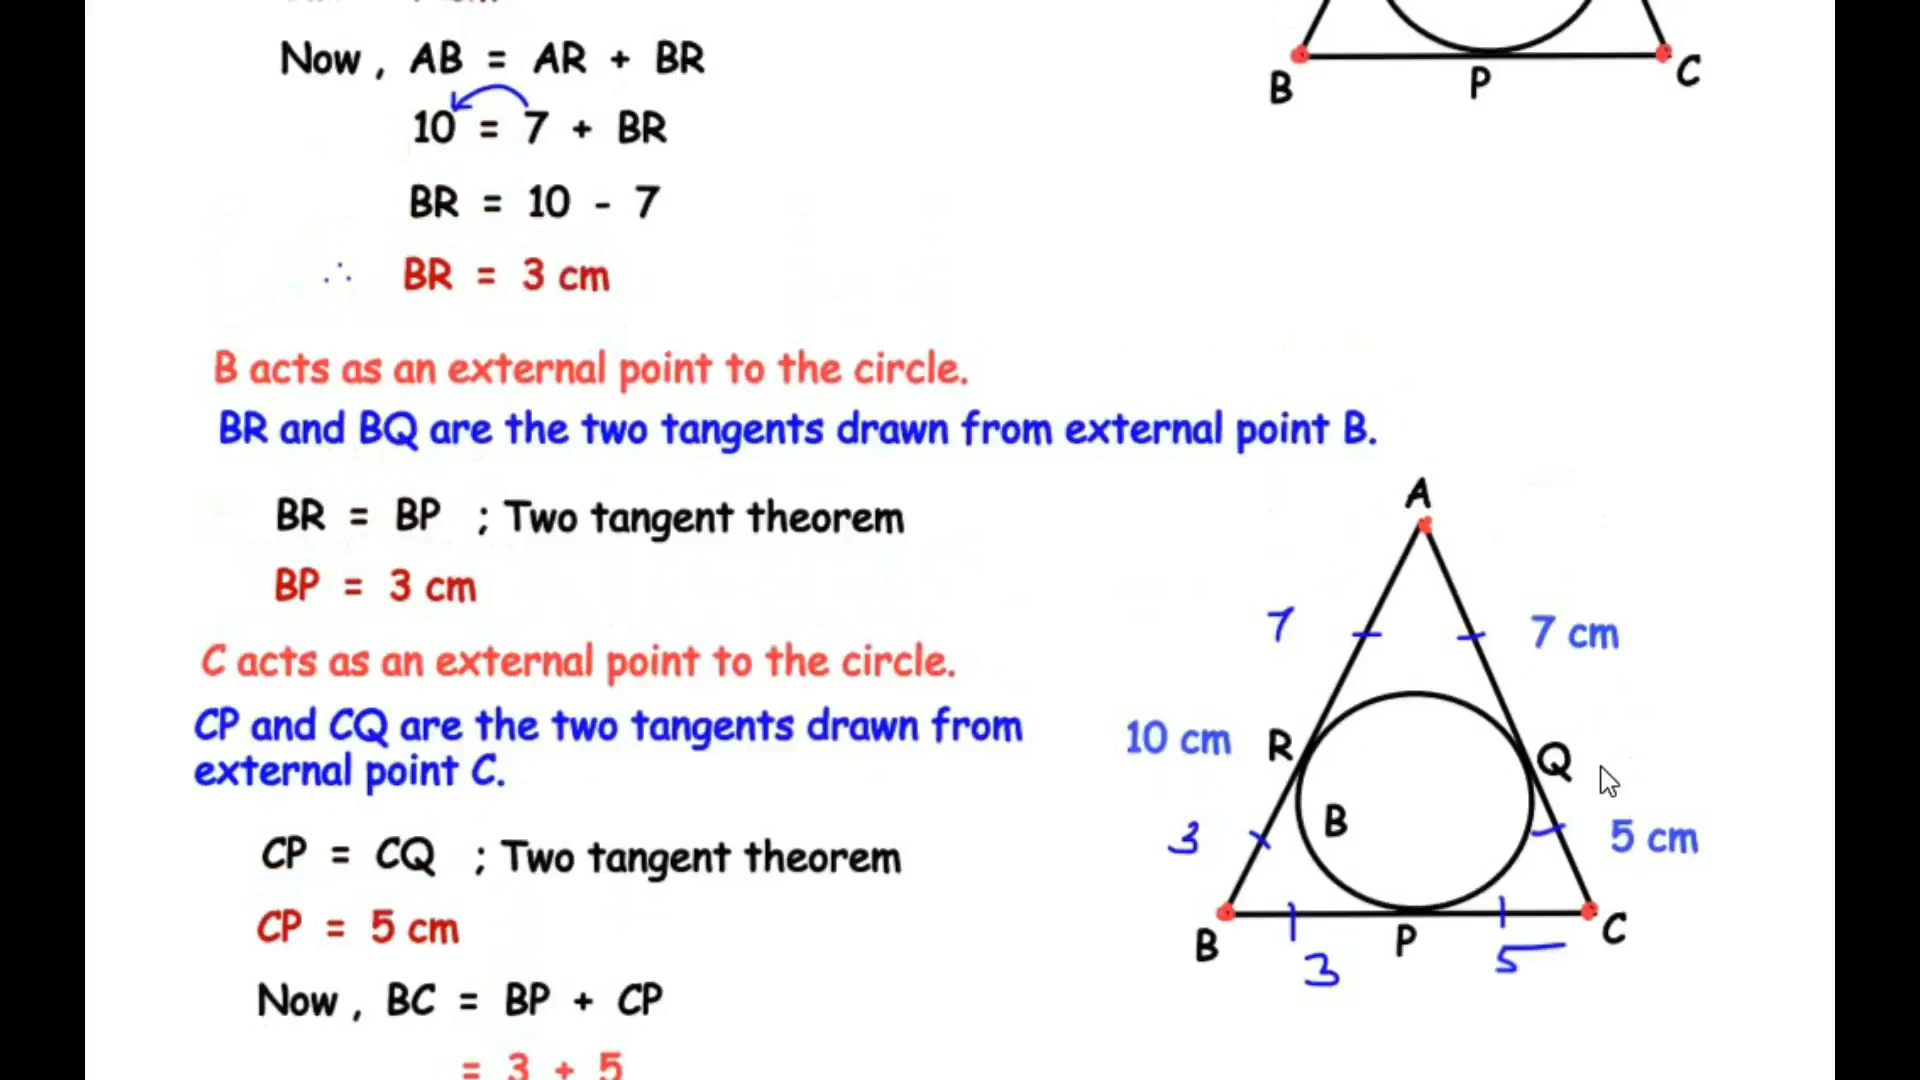 Now , AB = AR + BR
10 = 7 + BR
BR = 10 - 7
∴ BR = 3 cm
B P C
B acts as an external point to the circle.
BR and BQ are the two tangents drawn from external point B.
BR = BP ; Two tangent theorem
BP = 3 cm
C acts as an external point to the circle.
CP and CQ are the two tangents drawn from
external point C.
CP = CQ ; Two tangent theorem
CP = 5 cm
Now , BC = BP + CP
= 3 + 5
A
7 7 cm
10 cm R Q
3 B 5 cm
B P C
3 5